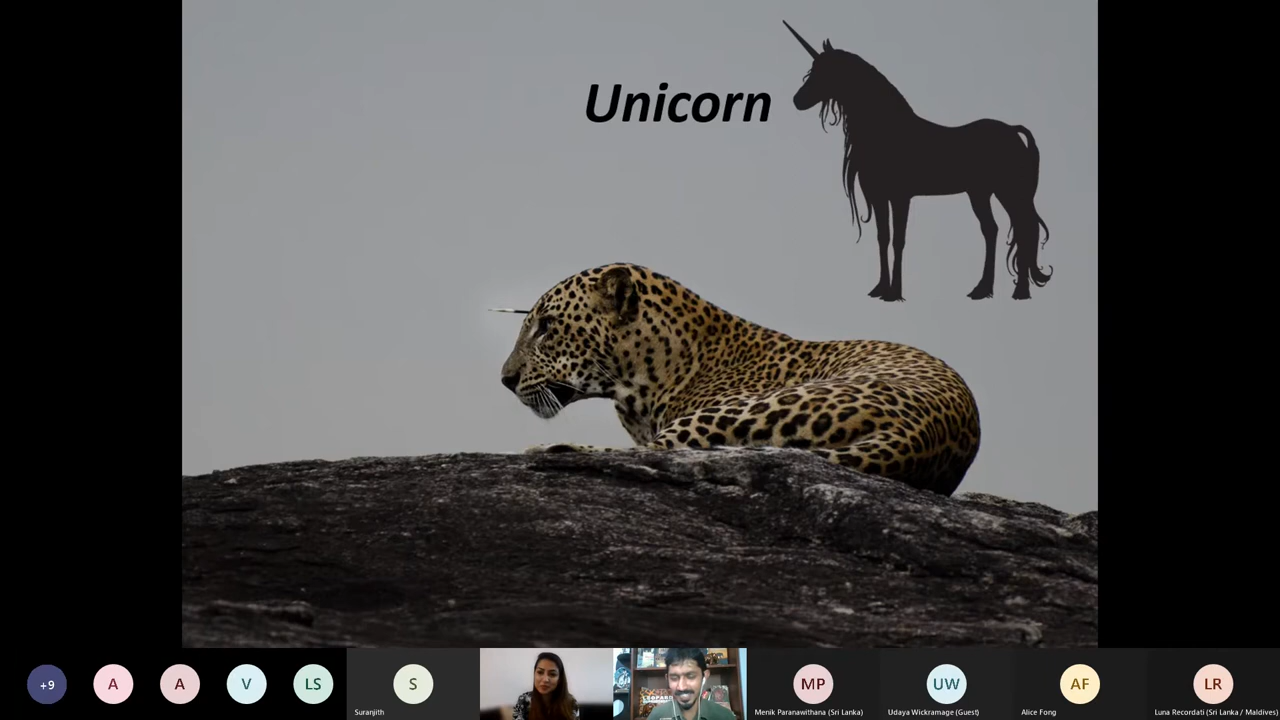 Unicorn
+9
A
A
V
LS
S
Suranjith
LEOPARD
MP
Menik Paranawithana (Sri Lanka)
UW
Udaya Wickramage (Guest)
AF
Alice Fong
LR
Luna Recordati (Sri Lanka / Maldives)